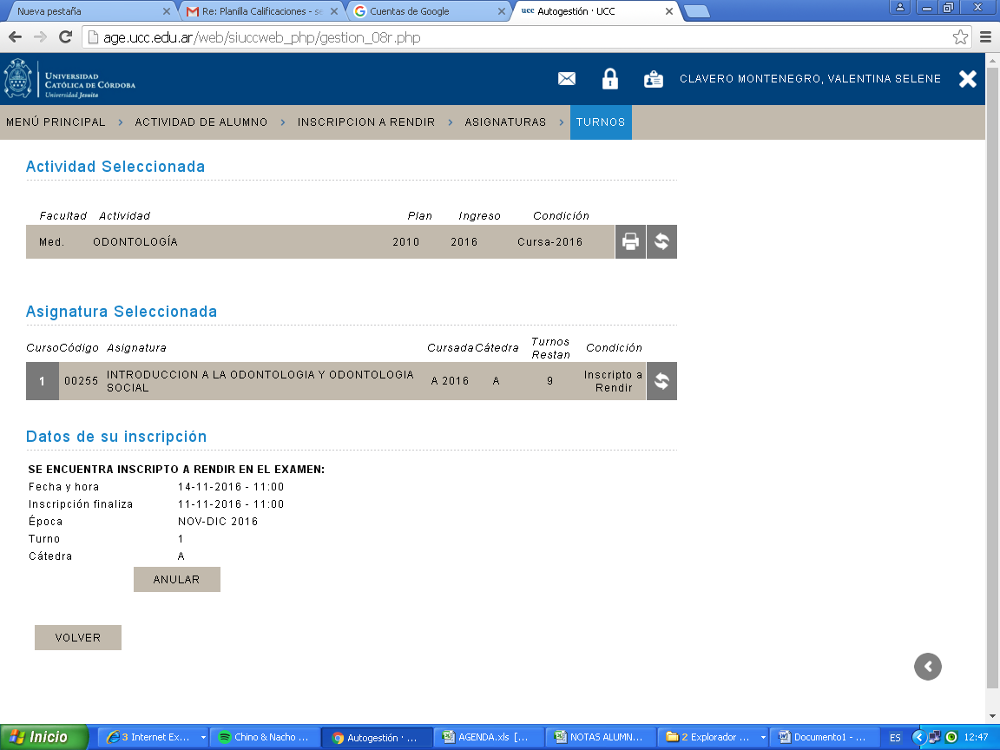 Nueva pestaña
Re: Planilla Calificaciones - se
Cuentas de Google
ucc Autogestión · UCC
age.ucc.edu.ar/web/siuccweb_php/gestion_08r.php
UNIVERSIDAD
CATÓLICA DE CÓRDOBA
Universidad Jesuita
CLAVERO MONTENEGRO, VALENTINA SELENE
MENÚ PRINCIPAL > ACTIVIDAD DE ALUMNO > INSCRIPCION A RENDIR > ASIGNATURAS > TURNOS
Actividad Seleccionada
Facultad Actividad Plan Ingreso Condición
Med. ODONTOLOGÍA 2010 2016 Cursa-2016
Asignatura Seleccionada
Curso Código Asignatura Cursada Cátedra Turnos Restan Condición
1 00255 INTRODUCCION A LA ODONTOLOGIA Y ODONTOLOGIA SOCIAL A 2016 A 9 Inscripto a Rendir
Datos de su inscripción
SE ENCUENTRA INSCRIPTO A RENDIR EN EL EXAMEN:
Fecha y hora 14-11-2016 - 11:00
Inscripción finaliza 11-11-2016 - 11:00
Época NOV-DIC 2016
Turno 1
Cátedra A
ANULAR
VOLVER
Inicio
3 Internet Ex...
Chino & Nacho ...
Autogestión · ...
AGENDA.xls [...
NOTAS ALUMN...
2 Explorador ...
Documento1 - ...
ES
12:47